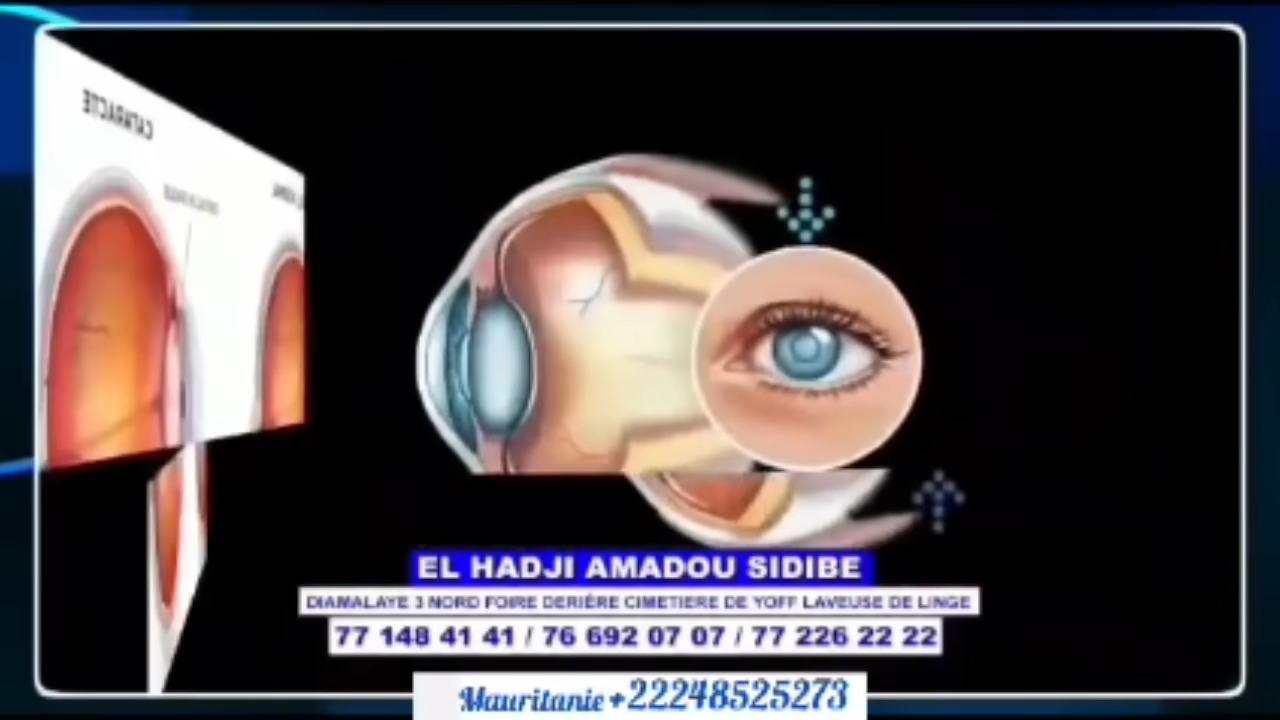 CATARACTE
EL HADJI AMADOU SIDIBE
DIAMALAYE 3 NORD FOIRE DERIÈRE CIMETIERE DE YOFF LAVEUSE DE LINGE
77 148 41 41 / 76 692 07 07 / 77 226 22 22
Mauritanie +22248525273